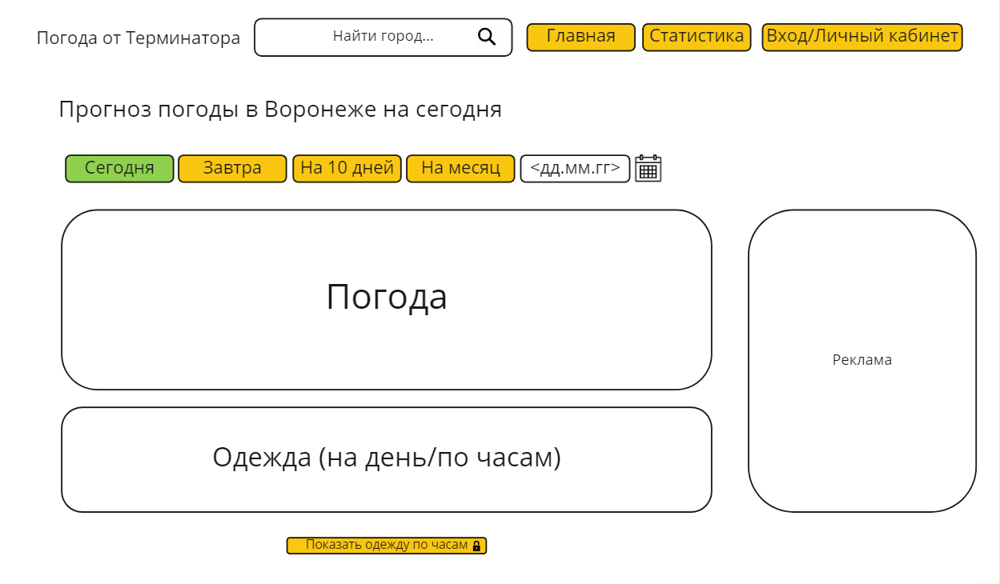 Погода от Терминатора
Найти город...
Главная
Статистика
Вход/Личный кабинет
Прогноз погоды в Воронеже на сегодня
Сегодня
Завтра
На 10 дней
На месяц
<дд.мм.гг>
Погода
Реклама
Одежда (на день/по часам)
Показать одежду по часам